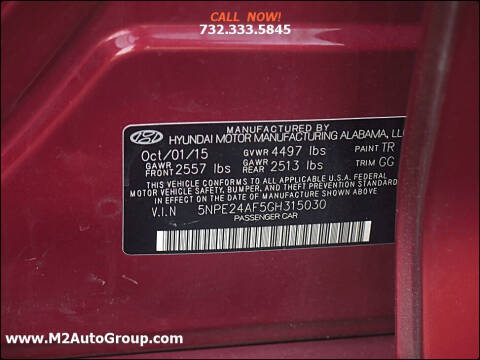 CALL NOW!
732.333.5845
MANUFACTURED BY
HYUNDAI MOTOR MANUFACTURING ALABAMA, LL
Oct/01/15 GVWR 4497 lbs PAINT TR
GAWR FRONT 2557 lbs GAWR REAR 2513 lbs TRIM GG
THIS VEHICLE CONFORMS TO ALL APPLICABLE U.S.A FEDERAL
MOTOR VEHICLE SAFETY, BUMPER, AND THEFT PREVENTION
STANDARDS IN EFFECT ON THE DATE OF MANUFACTURE SHOWN ABOVE.
V.I.N 5NPE24AF5GH315030
PASSENGER CAR
www.M2AutoGroup.com